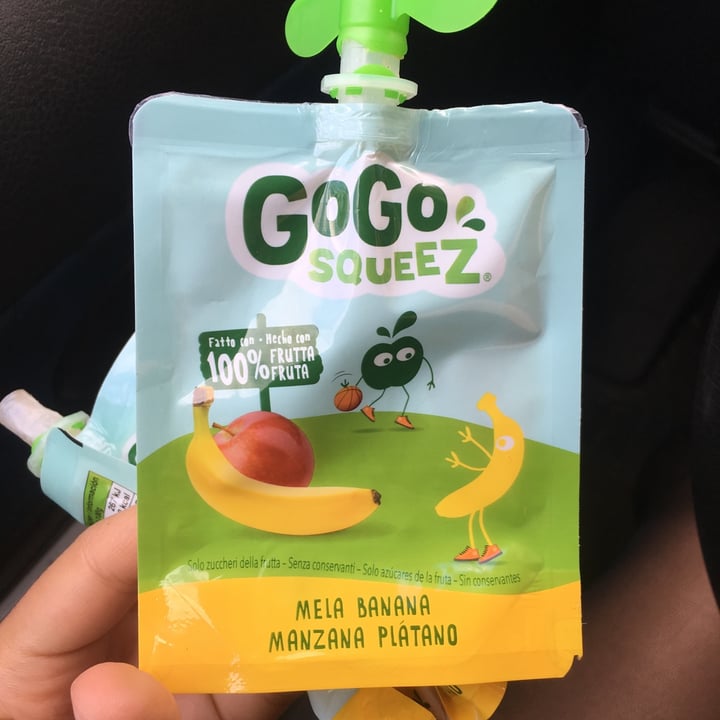 GOGO
SQUEEZ®
Fatto con - Hecho con
100% FRUTTA
FRUTA
Solo zuccheri della frutta - Senza conservanti - Solo azúcares de la fruta - Sin conservantes
MELA BANANA
MANZANA PLÁTANO